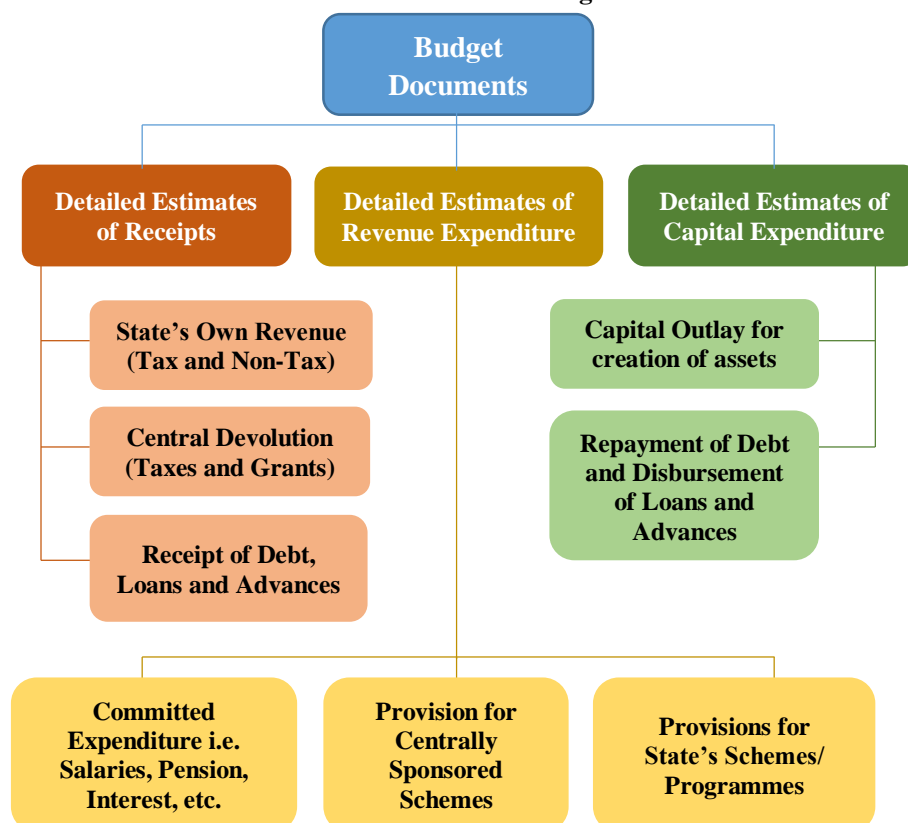 Budget
Documents
Detailed Estimates
of Receipts
Detailed Estimates of
Revenue Expenditure
Detailed Estimates of
Capital Expenditure
State’s Own Revenue
(Tax and Non-Tax)
Central Devolution
(Taxes and Grants)
Receipt of Debt,
Loans and Advances
Capital Outlay for
creation of assets
Repayment of Debt
and Disbursement
of Loans and
Advances
Committed
Expenditure i.e.
Salaries, Pension,
Interest, etc.
Provision for
Centrally
Sponsored
Schemes
Provisions for
State’s Schemes/
Programmes